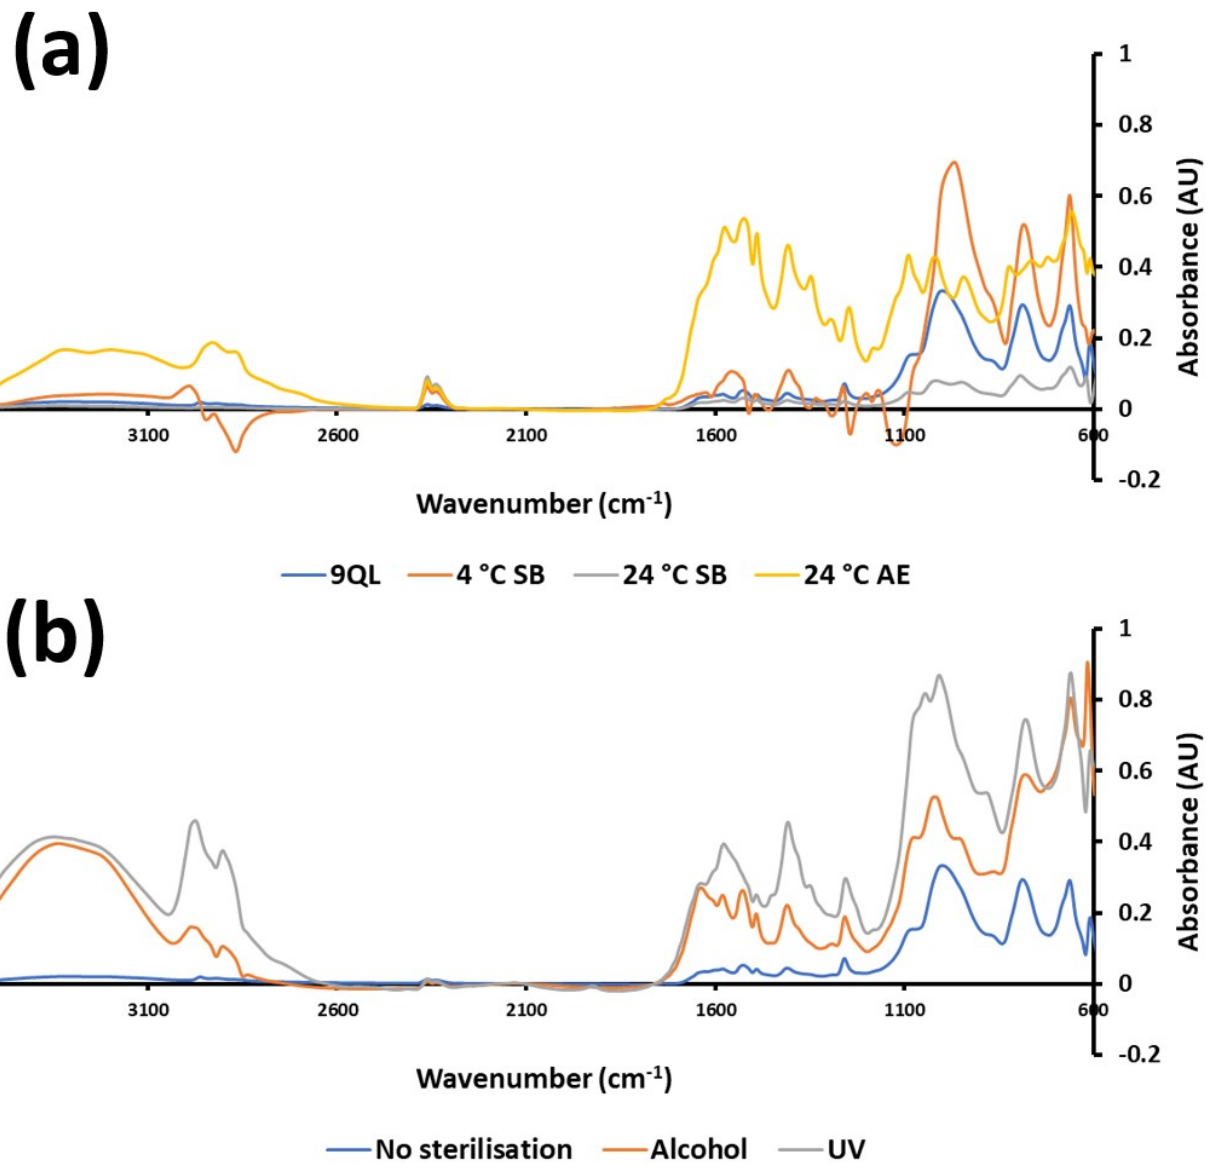 (a)
1
0.8
0.6
0.4
0.2
0
-0.2
Absorbance (AU)
3100 2600 2100 1600 1100 600
Wavenumber (cm⁻¹)
9QL 4 °C SB 24 °C SB 24 °C AE
(b)
1
0.8
0.6
0.4
0.2
0
-0.2
Absorbance (AU)
3100 2600 2100 1600 1100 600
Wavenumber (cm⁻¹)
No sterilisation Alcohol UV